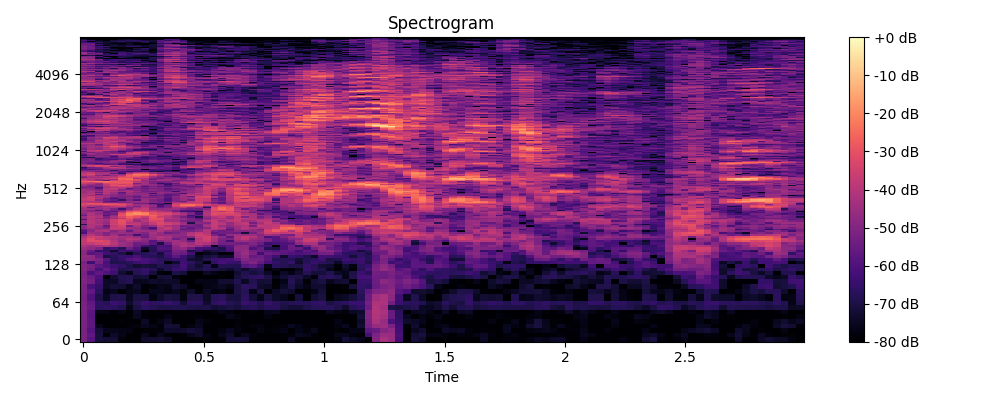 Spectrogram
+0 dB
4096
-10 dB
2048
-20 dB
1024
-30 dB
Hz
512
-40 dB
256
-50 dB
128
-60 dB
64
-70 dB
0
-80 dB
0
0.5
1
1.5
2
2.5
Time